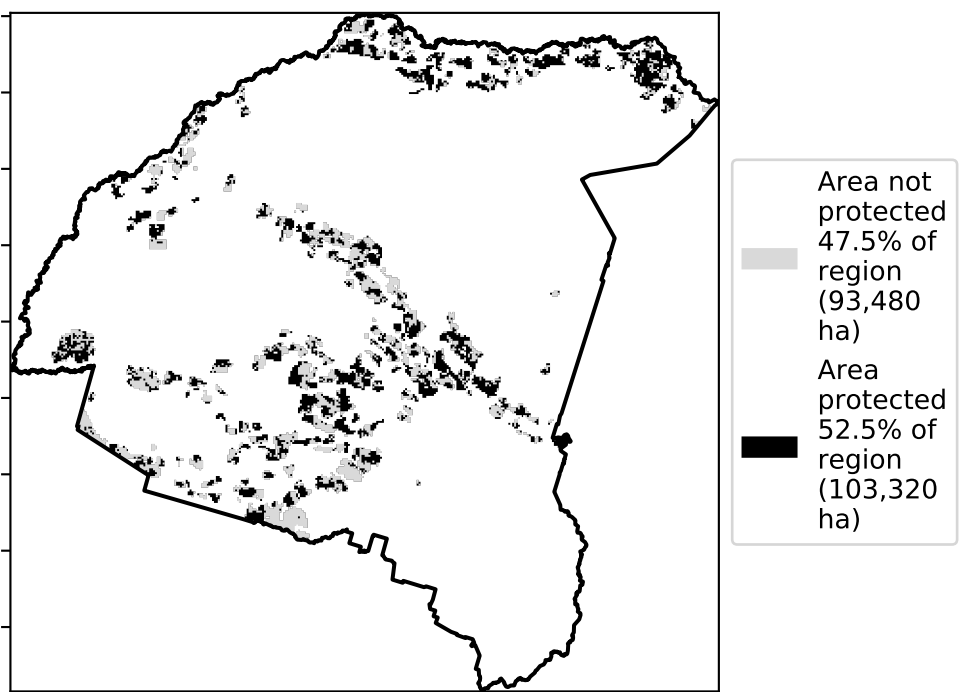 Area not
protected
47.5% of
region
(93,480
ha)
Area
protected
52.5% of
region
(103,320
ha)